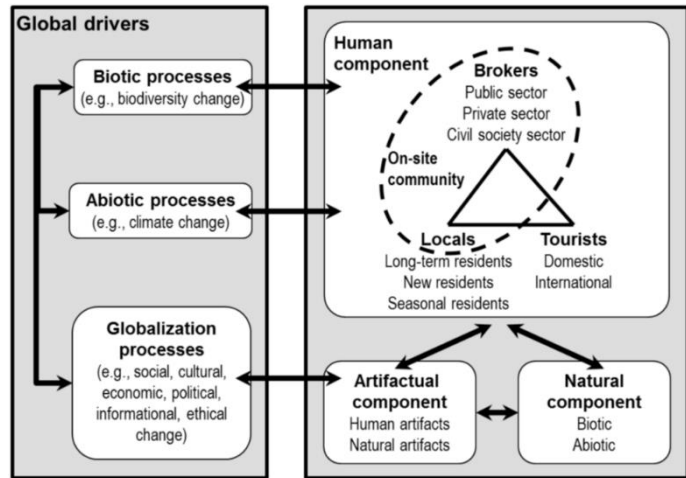 Global drivers
Biotic processes
(e.g., biodiversity change)
Abiotic processes
(e.g., climate change)
Globalization
processes
(e.g., social, cultural,
economic, political,
informational, ethical
change)
Human
component
Brokers
Public sector
Private sector
Civil society sector
On-site
community
Locals
Long-term residents
New residents
Seasonal residents
Tourists
Domestic
International
Artifactual
component
Human artifacts
Natural artifacts
Natural
component
Biotic
Abiotic